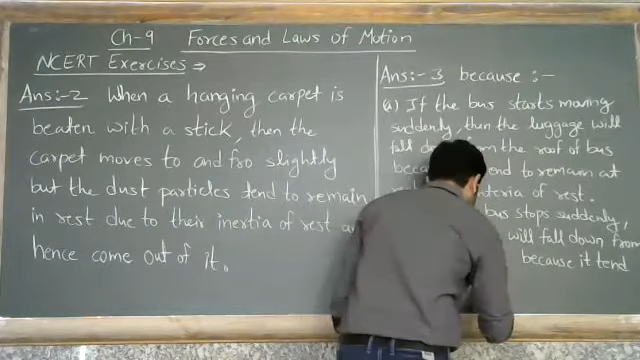 Ch-9 Forces and Laws of Motion
NCERT Exercises ⇒
Ans:-2 When a hanging carpet is
beaten with a stick, then the
carpet moves to and fro slightly
but the dust particles tend to remain
in rest due to their inertia of rest
hence come out of it.
Ans:-3 because :-
(a) If the bus starts moving
suddenly, then the luggage will
fall the roof of bus
tend to remain at
of rest.
bus stops suddenly,
will fall down from
because it tend